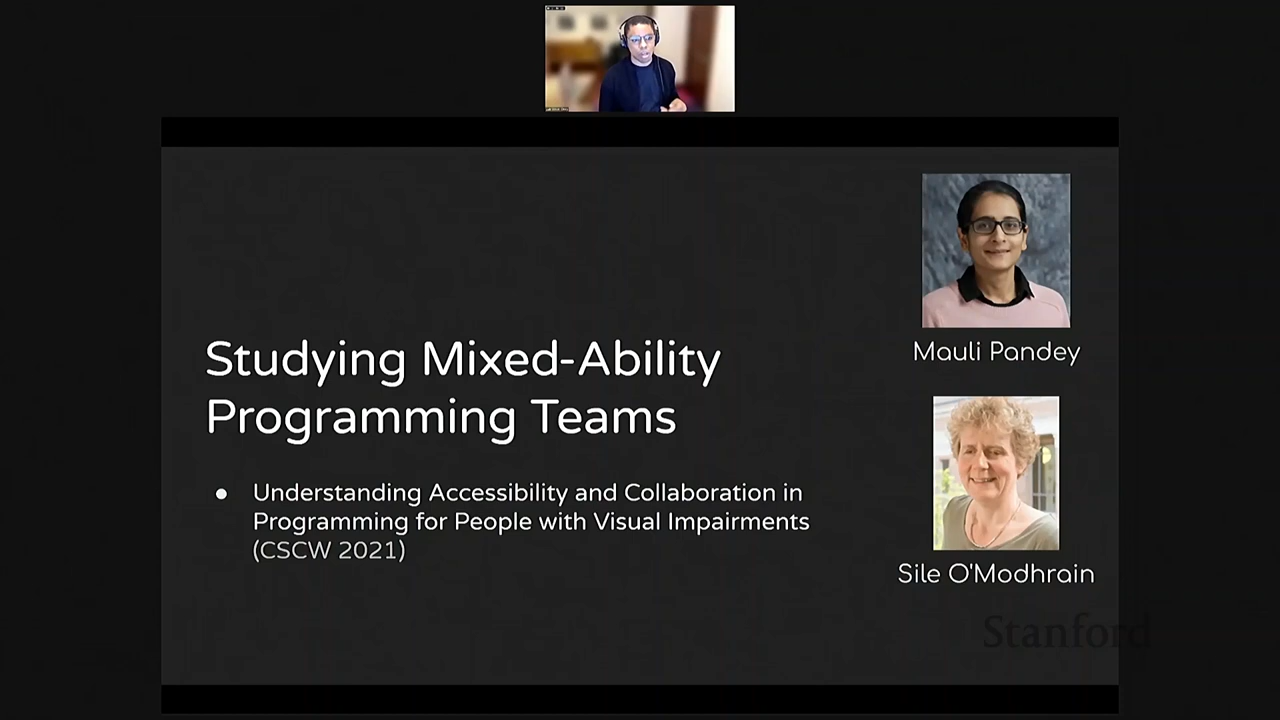 Studying Mixed-Ability
Programming Teams
● Understanding Accessibility and Collaboration in
Programming for People with Visual Impairments
(CSCW 2021)
Mauli Pandey
Sile O'Modhrain
Stanford